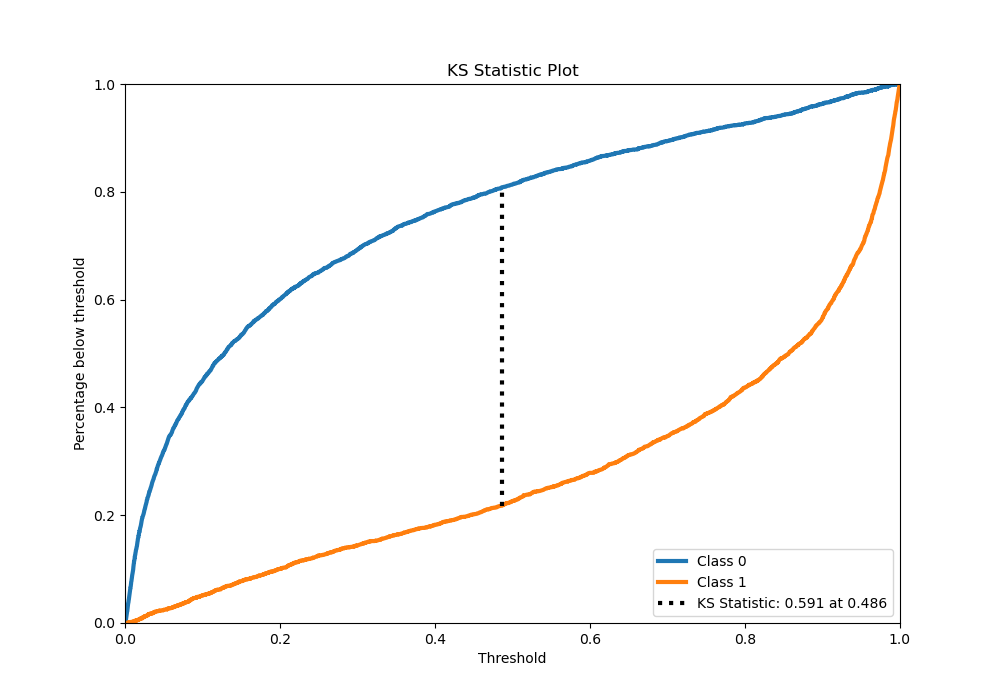 KS Statistic Plot
1.0
0.8
0.6
0.4
0.2
0.0
Percentage below threshold
0.0 0.2 0.4 0.6 0.8 1.0
Threshold
Class 0
Class 1
KS Statistic: 0.591 at 0.486